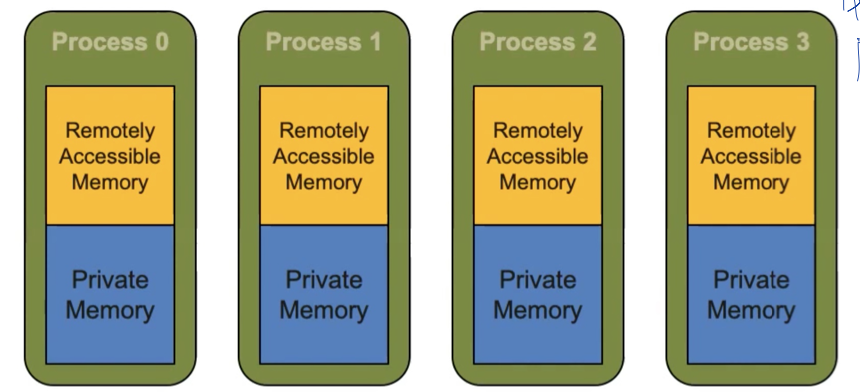 Process 0
Process 1
Process 2
Process 3
Remotely
Accessible
Memory
Remotely
Accessible
Memory
Remotely
Accessible
Memory
Remotely
Accessible
Memory
Private
Memory
Private
Memory
Private
Memory
Private
Memory